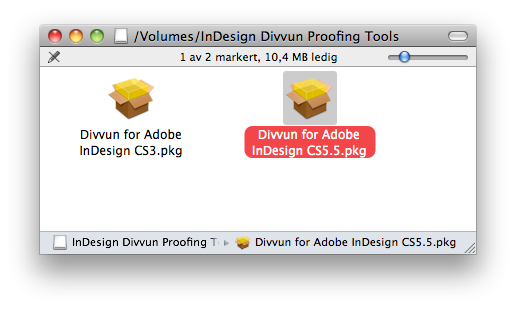 /Volumes/InDesign Divvun Proofing Tools
1 av 2 markert, 10,4 MB ledig
Divvun for Adobe
InDesign CS3.pkg
Divvun for Adobe
InDesign CS5.5.pkg
InDesign Divvun Proofing T
Divvun for Adobe InDesign CS5.5.pkg